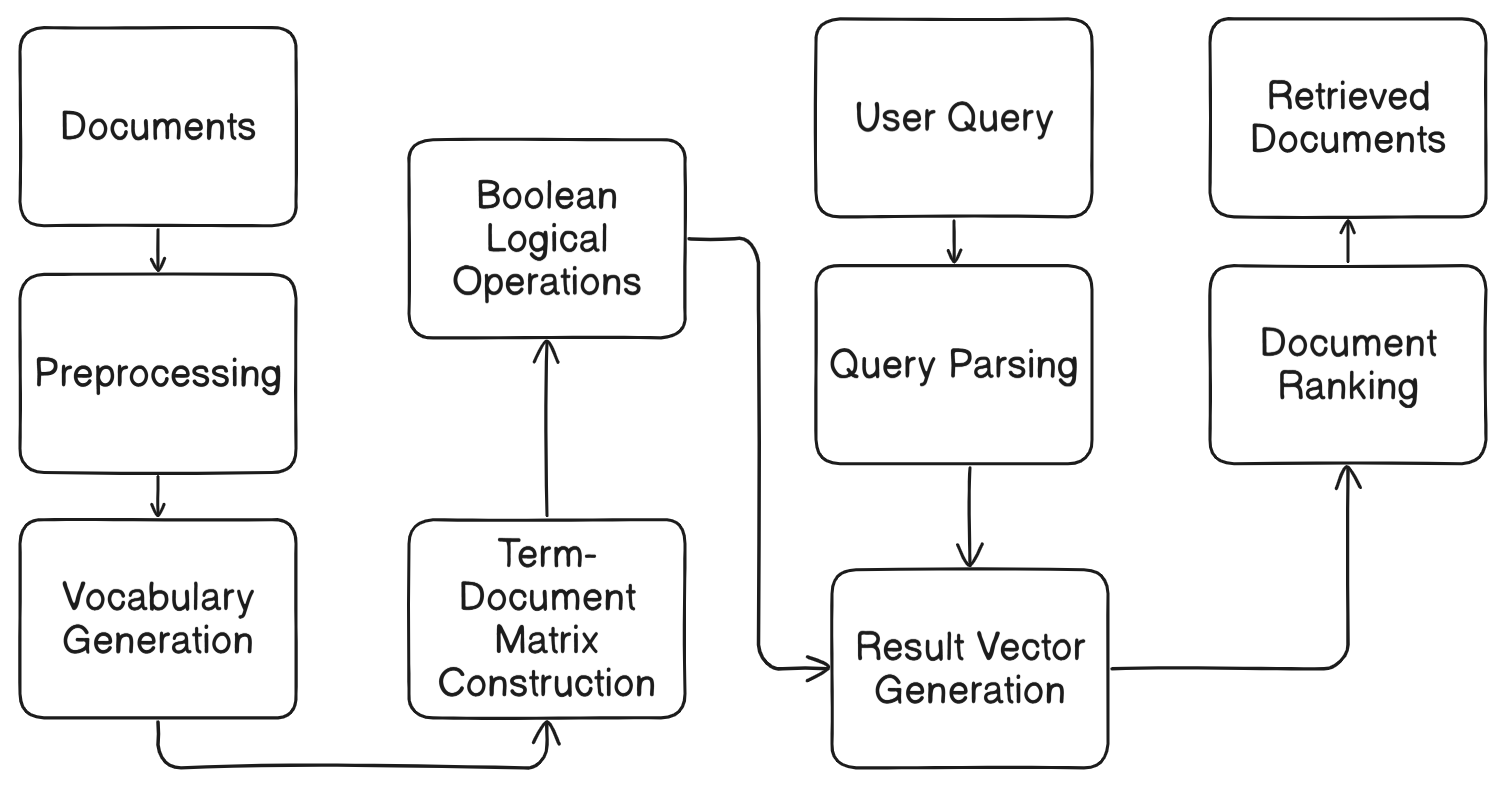 Documents
Preprocessing
Vocabulary
Generation
Boolean
Logical
Operations
Term-
Document
Matrix
Construction
User Query
Query Parsing
Result Vector
Generation
Retrieved
Documents
Document
Ranking